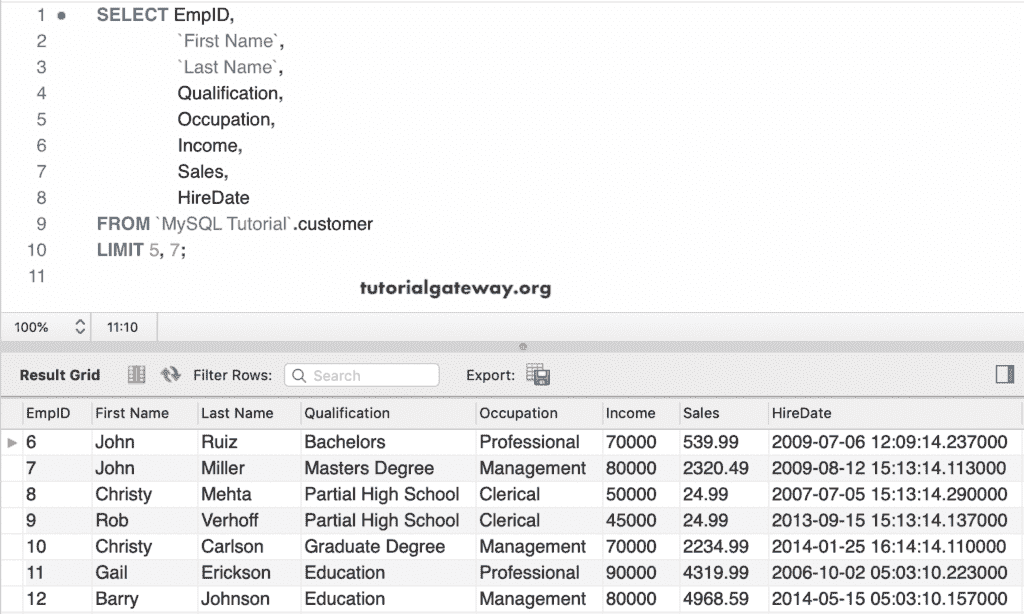 1 SELECT EmpID,
2 `First Name`,
3 `Last Name`,
4 Qualification,
5 Occupation,
6 Income,
7 Sales,
8 HireDate
9 FROM `MySQL Tutorial`.customer
10 LIMIT 5, 7;
11
tutorialgateway.org
100% 11:10
Result Grid Filter Rows: Search Export:
EmpID First Name Last Name Qualification Occupation Income Sales HireDate
6 John Ruiz Bachelors Professional 70000 539.99 2009-07-06 12:09:14.237000
7 John Miller Masters Degree Management 80000 2320.49 2009-08-12 15:13:14.113000
8 Christy Mehta Partial High School Clerical 50000 24.99 2007-07-05 15:13:14.290000
9 Rob Verhoff Partial High School Clerical 45000 24.99 2013-09-15 15:13:14.137000
10 Christy Carlson Graduate Degree Management 70000 2234.99 2014-01-25 16:14:14.110000
11 Gail Erickson Education Professional 90000 4319.99 2006-10-02 05:03:10.223000
12 Barry Johnson Education Management 80000 4968.59 2014-05-15 05:03:10.157000